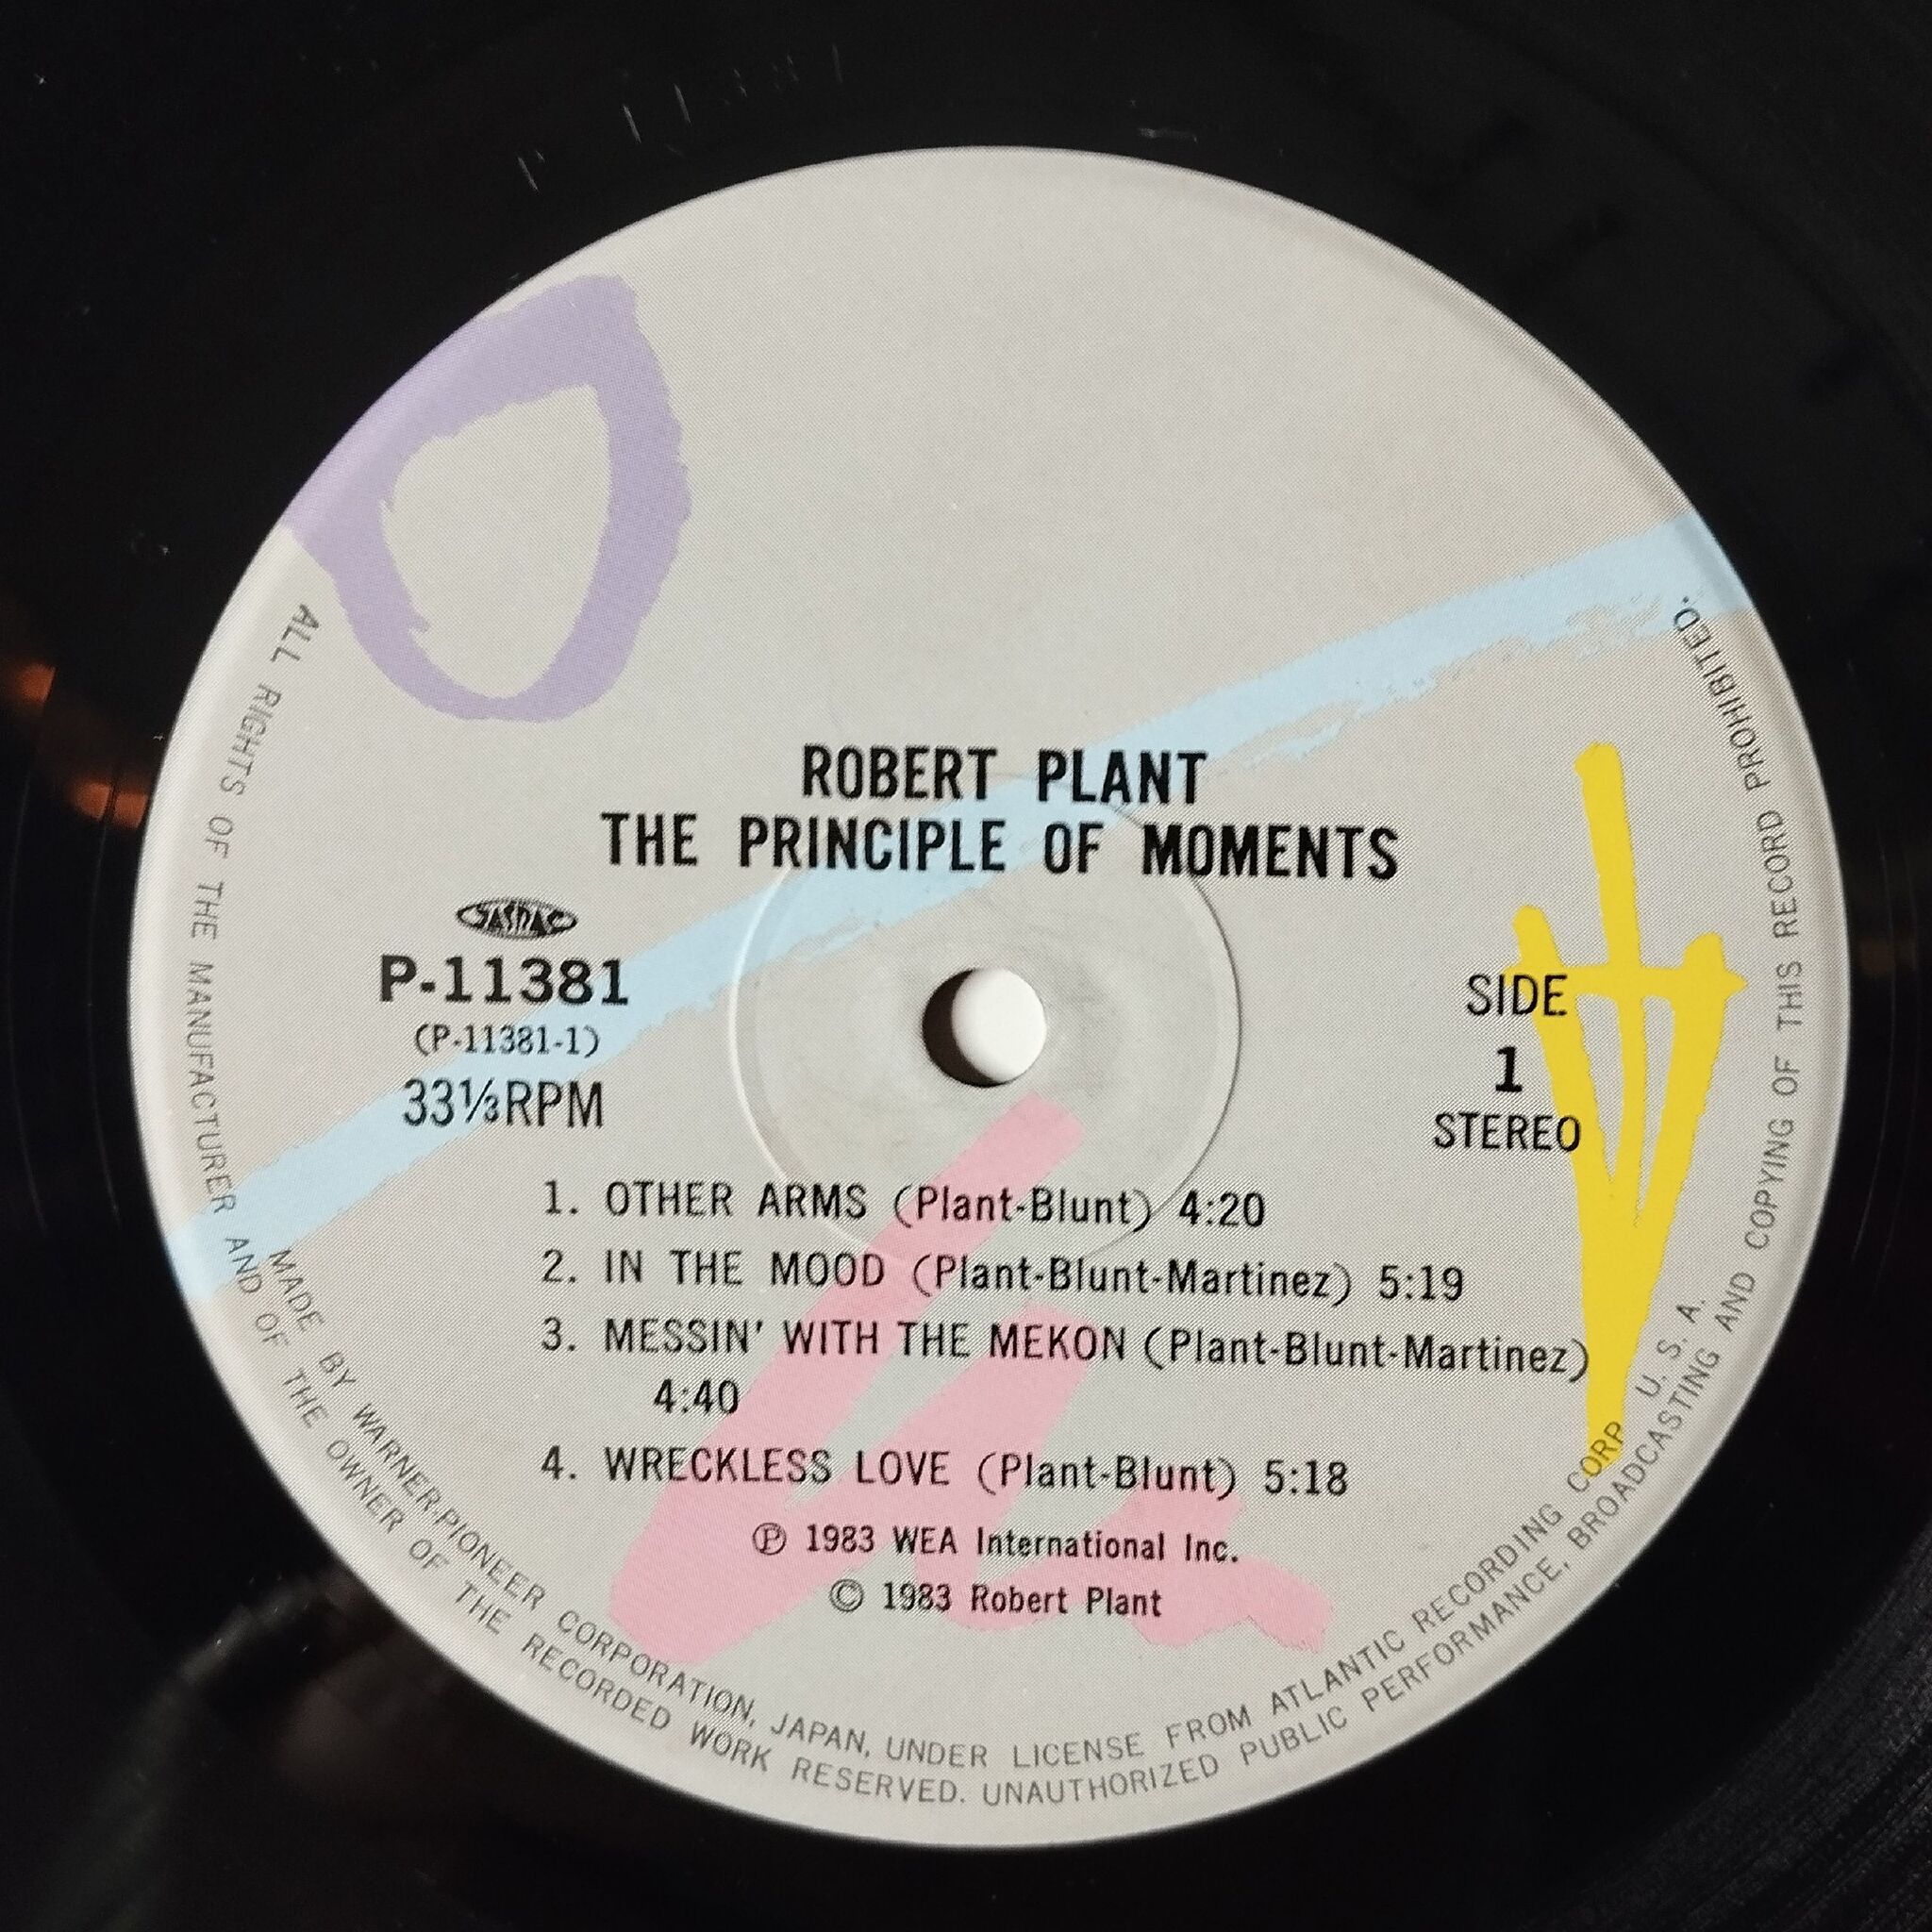 ROBERT PLANT
THE PRINCIPLE OF MOMENTS
JASRAC
P-11381
(P-11381-1)
33⅓RPM
SIDE
1
STEREO
1. OTHER ARMS (Plant-Blunt) 4:20
2. IN THE MOOD (Plant-Blunt-Martinez) 5:19
3. MESSIN' WITH THE MEKON (Plant-Blunt-Martinez)
4:40
4. WRECKLESS LOVE (Plant-Blunt) 5:18
℗ 1983 WEA International Inc.
© 1983 Robert Plant
MADE BY WARNER-PIONEER CORPORATION, JAPAN, UNDER LICENSE FROM ATLANTIC RECORDING CORP U. S. A.
ALL RIGHTS OF THE MANUFACTURER AND OF THE OWNER OF THE RECORDED WORK RESERVED. UNAUTHORIZED PUBLIC PERFORMANCE, BROADCASTING AND COPYING OF THIS RECORD PROHIBITED.